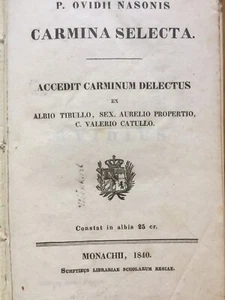 P. OVIDII NASONIS
CARMINA SELECTA.
ACCEDIT CARMINUM DELECTUS
EX
ALBIO TIBULLO, SEX. AURELIO PROPERTIO,
C. VALERIO CATULLO.
Constat in albis 25 cr.
MONACHII, 1840.
SUMPTIBUS LIBRARIAE SCHOLARUM REGIAE.